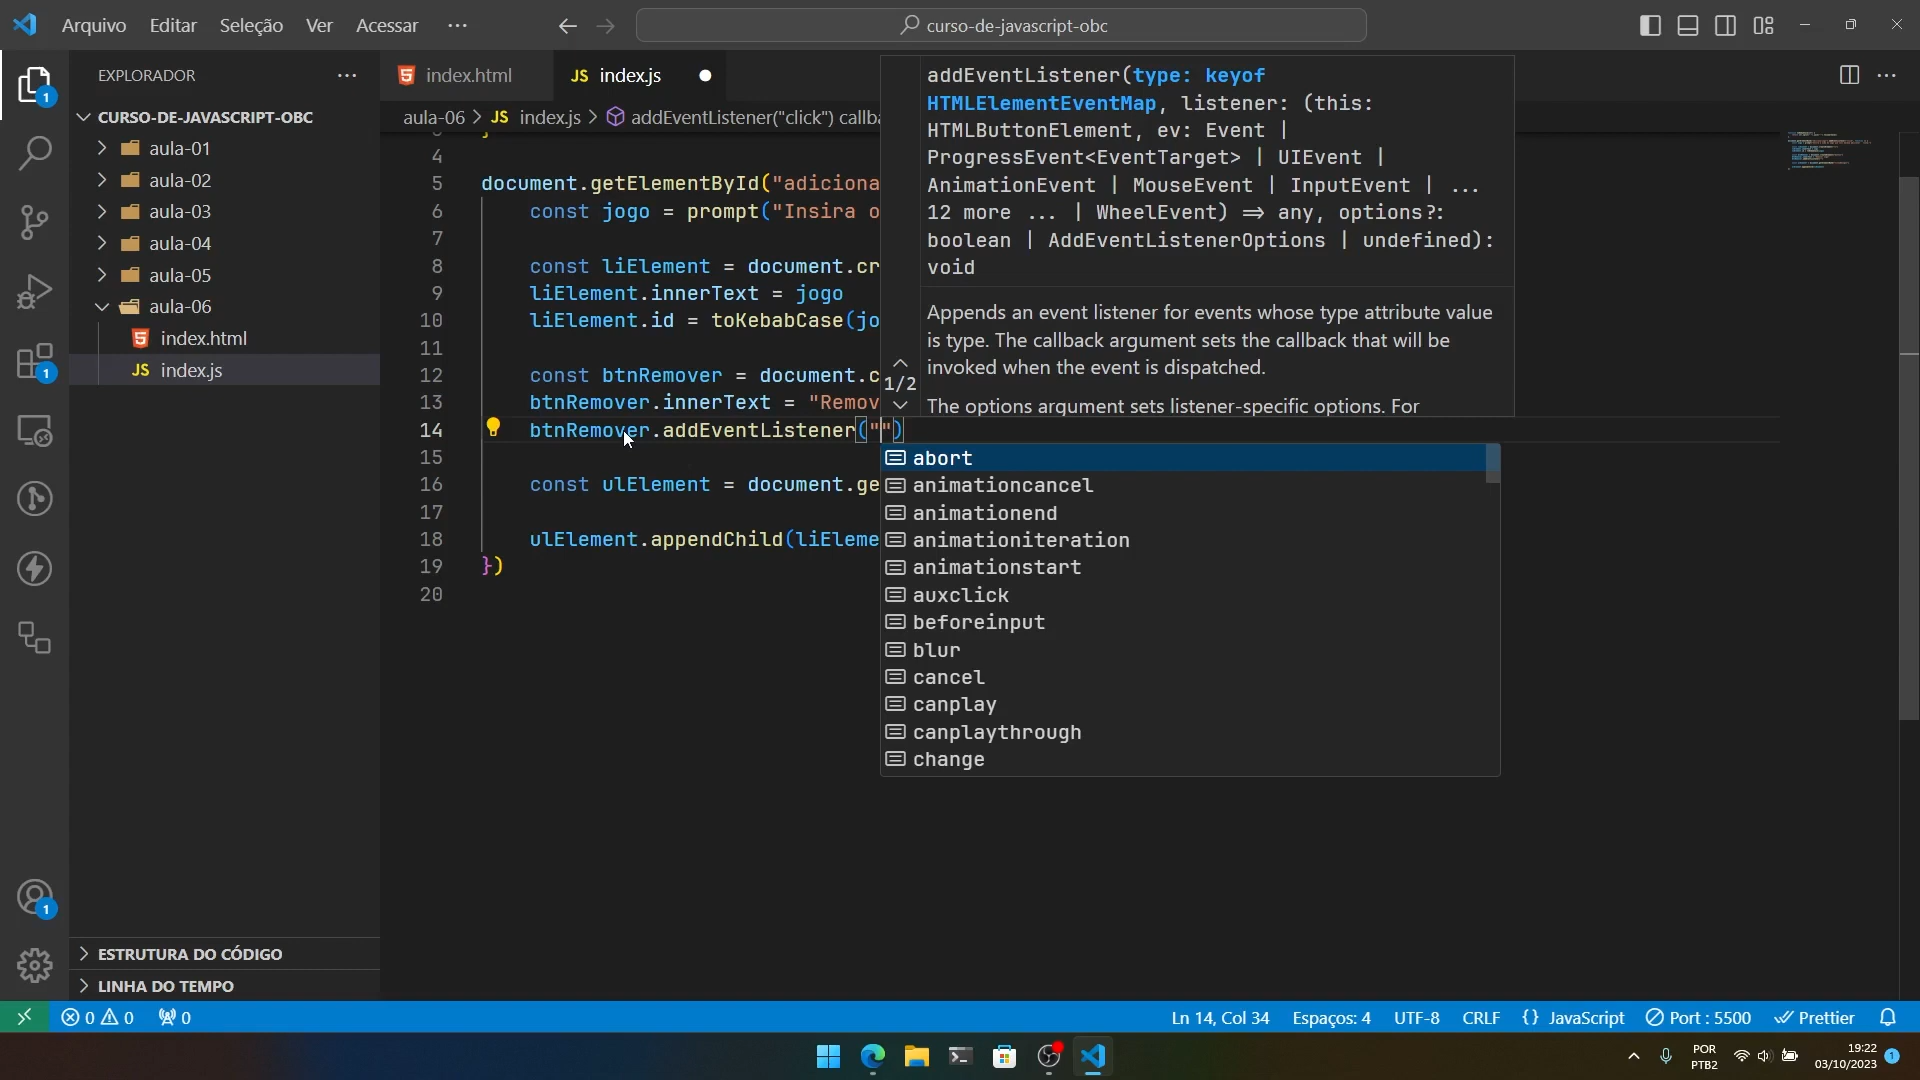 Arquivo Editar Seleção Ver Acessar ··· curso-de-javascript-obc
EXPLORADOR ···
CURSO-DE-JAVASCRIPT-OBC
aula-01
aula-02
aula-03
aula-04
aula-05
aula-06
index.html
JS index.js
ESTRUTURA DO CÓDIGO
LINHA DO TEMPO
1
1
1
index.html JS index.js
aula-06 > JS index.js > addEventListener("click") callba
4
5 document.getElementById("adiciona
6 const jogo = prompt("Insira o
7
8 const liElement = document.cr
9 liElement.innerText = jogo
10 liElement.id = toKebabCase(jo
11
12 const btnRemover = document.c
13 btnRemover.innerText = "Remov
14 btnRemover.addEventListener("")
15
16 const ulElement = document.ge
17
18 ulElement.appendChild(liEleme
19 })
20
addEventListener(type: keyof
HTMLElementEventMap, listener: (this:
HTMLButtonElement, ev: Event |
ProgressEvent<EventTarget> | UIEvent |
AnimationEvent | MouseEvent | InputEvent | ...
12 more ... | WheelEvent) => any, options?:
boolean | AddEventListenerOptions | undefined):
void
Appends an event listener for events whose type attribute value
is type. The callback argument sets the callback that will be
invoked when the event is dispatched.
1/2
The options argument sets listener-specific options. For
abort
animationcancel
animationend
animationiteration
animationstart
auxclick
beforeinput
blur
cancel
canplay
canplaythrough
change
0 0 0 Ln 14, Col 34 Espaços: 4 UTF-8 CRLF {} JavaScript Port : 5500 Prettier
POR
PTB2
19:22
03/10/2023
1